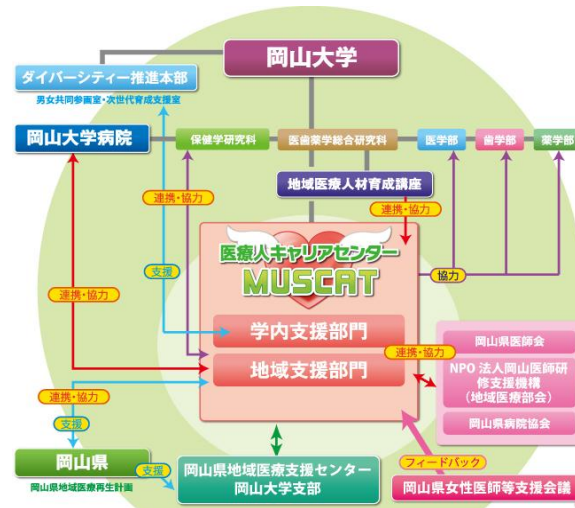 岡山大学
ダイバーシティー推進本部
男女共同参画室・次世代育成支援室
岡山大学病院
保健学研究科
医歯薬学総合研究科
医学部
歯学部
薬学部
地域医療人材育成講座
連携・協力
連携・協力
連携・協力
医療人キャリアセンター
MUSCAT
支援
協力
学内支援部門
地域支援部門
連携・協力
岡山県医師会
NPO 法人岡山医師研
修支援機構
（地域医療部会）
岡山県病院協会
連携・協力
支援
岡山県
岡山県地域医療再生計画
支援
岡山県地域医療支援センター
岡山大学支部
フィードバック
岡山県女性医師等支援会議